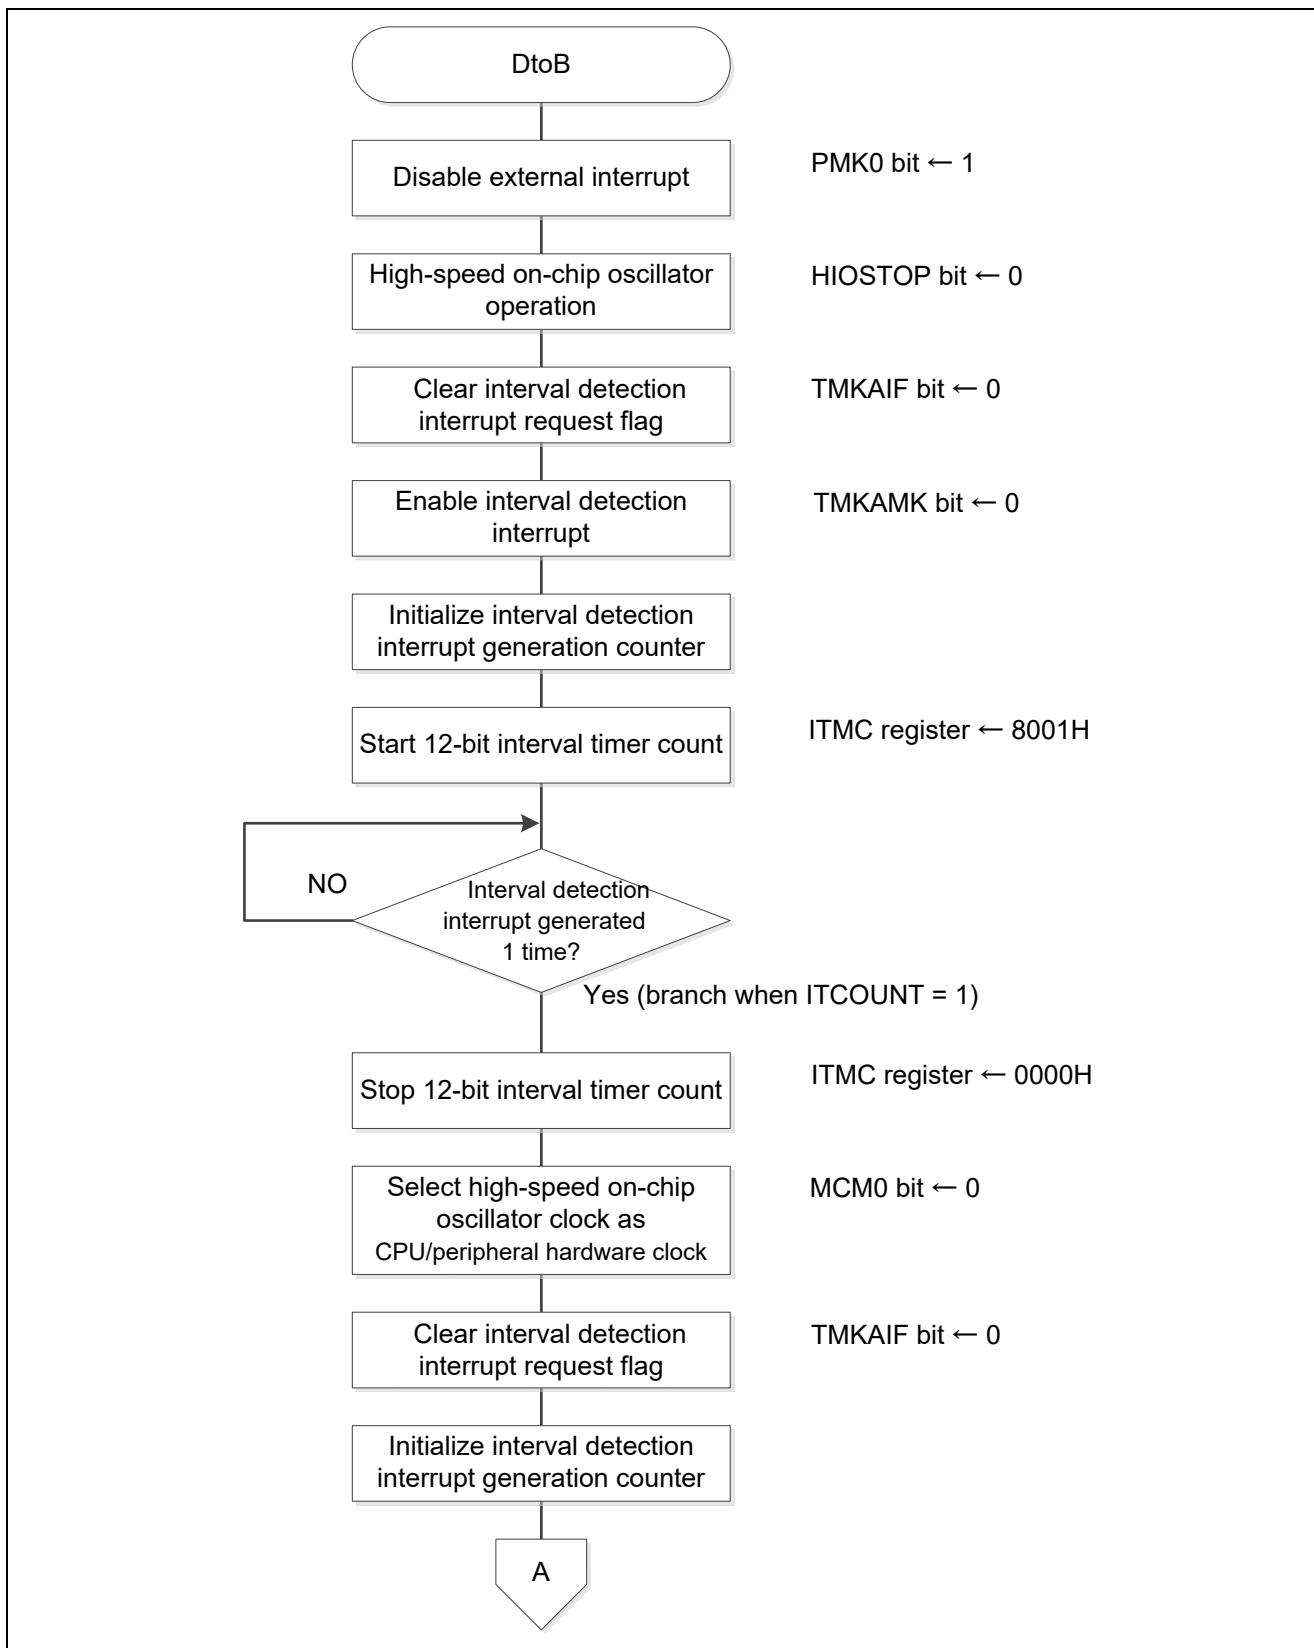 DtoB
Disable external interrupt
PMK0 bit ← 1
High-speed on-chip oscillator
operation
HIOSTOP bit ← 0
Clear interval detection
interrupt request flag
TMKAIF bit ← 0
Enable interval detection
interrupt
TMKAMK bit ← 0
Initialize interval detection
interrupt generation counter
Start 12-bit interval timer count
ITMC register ← 8001H
NO
Interval detection
interrupt generated
1 time?
Yes (branch when ITCOUNT = 1)
Stop 12-bit interval timer count
ITMC register ← 0000H
Select high-speed on-chip
oscillator clock as
CPU/peripheral hardware clock
MCM0 bit ← 0
Clear interval detection
interrupt request flag
TMKAIF bit ← 0
Initialize interval detection
interrupt generation counter
A